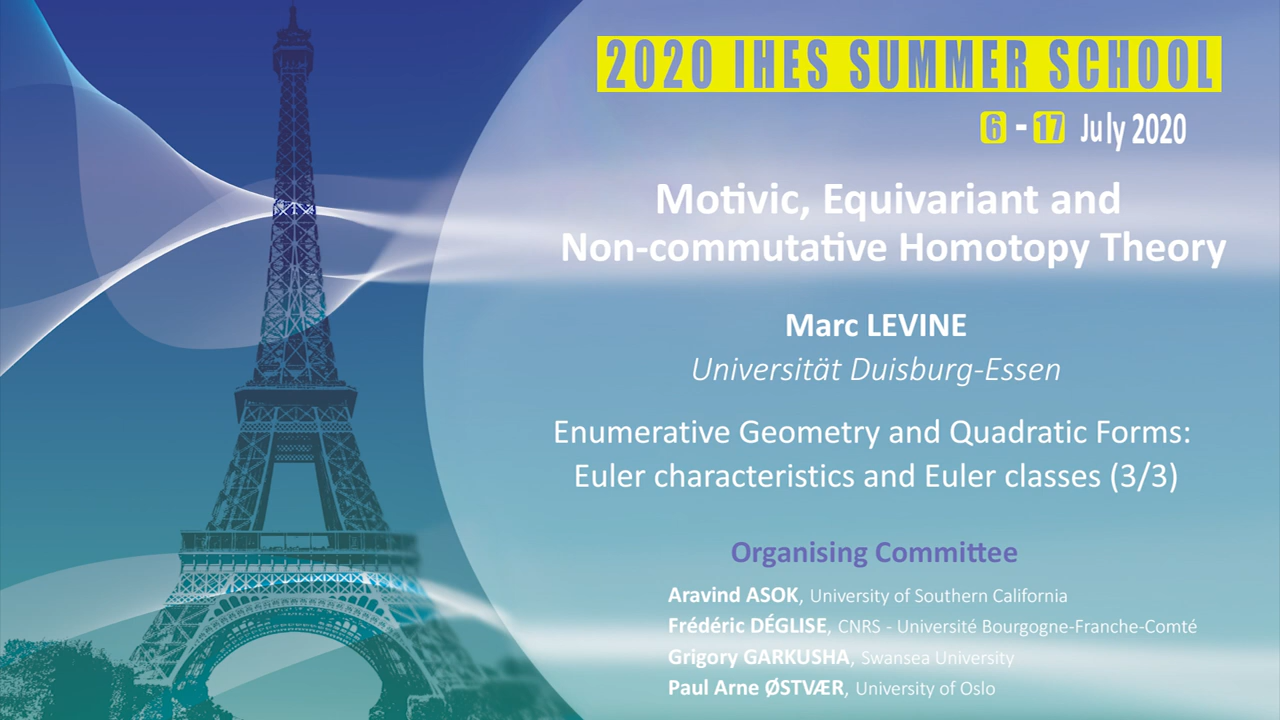 2020 IHES SUMMER SCHOOL
6 - 17 July 2020
Motivic, Equivariant and
Non-commutative Homotopy Theory
Marc LEVINE
Universität Duisburg-Essen
Enumerative Geometry and Quadratic Forms:
Euler characteristics and Euler classes (3/3)
Organising Committee
Aravind ASOK, University of Southern California
Frédéric DÉGLISE, CNRS - Université Bourgogne-Franche-Comté
Grigory GARKUSHA, Swansea University
Paul Arne ØSTVÆR, University of Oslo